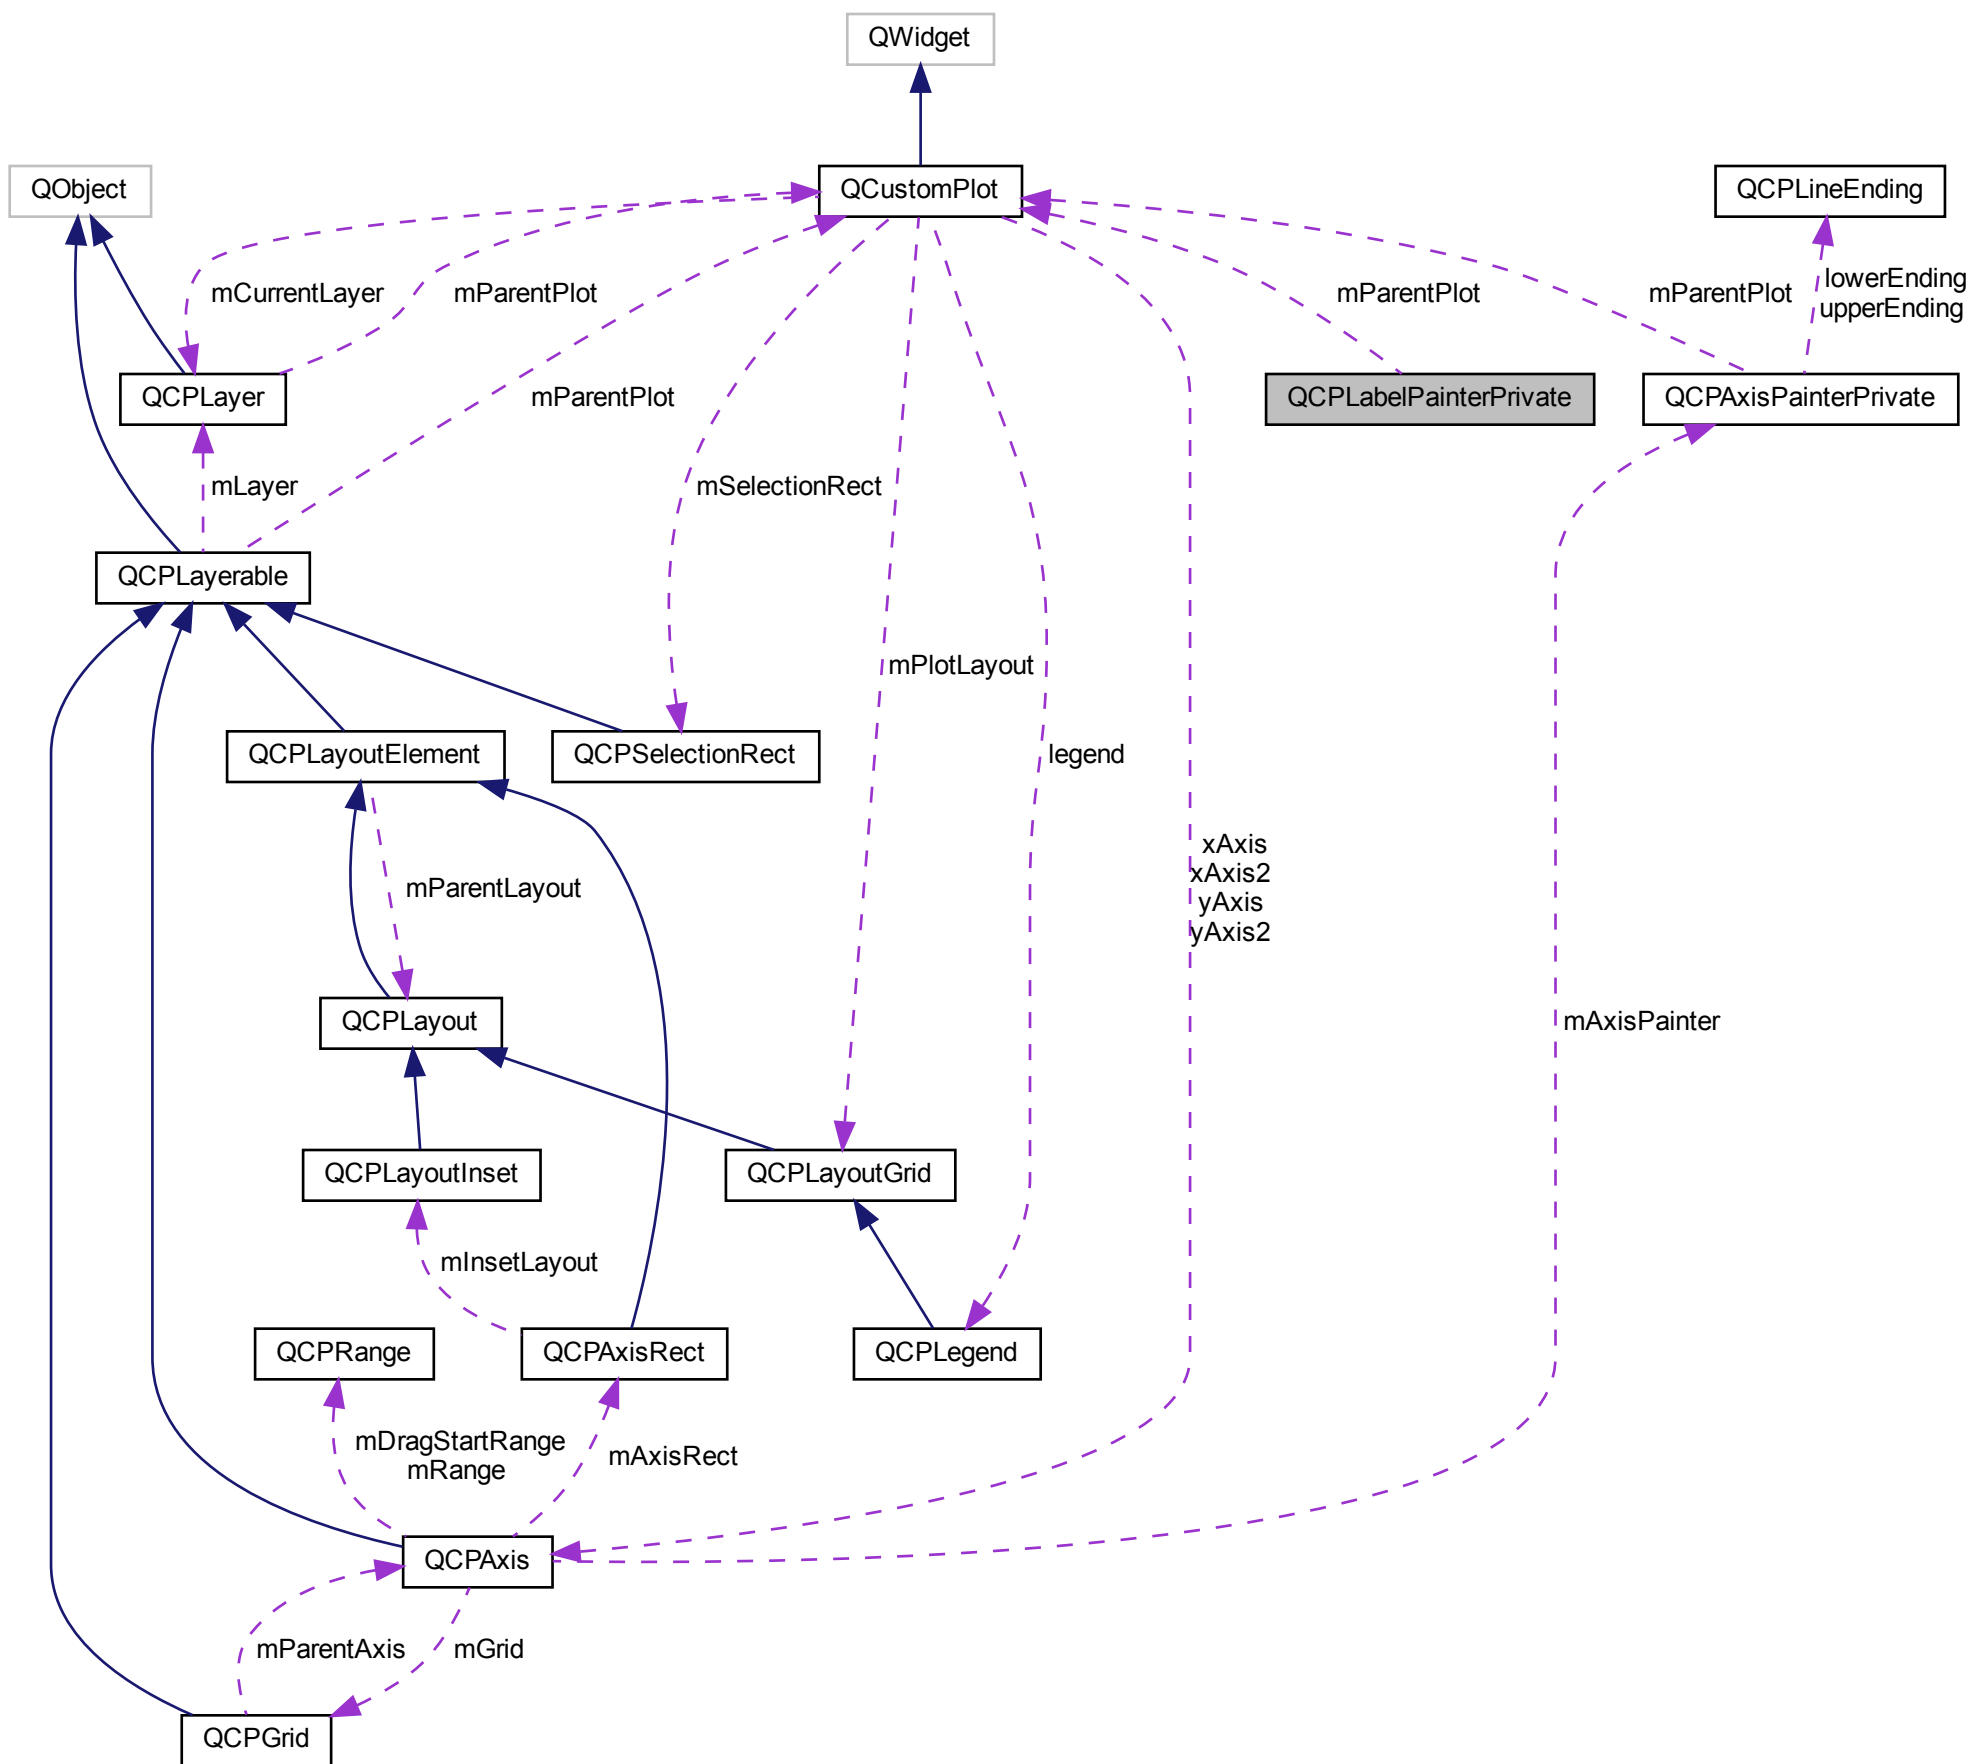 QWidget
QObject
QCustomPlot
QCPLineEnding
mCurrentLayer
mParentPlot
mParentPlot
mParentPlot
lowerEnding
upperEnding
QCPLayer
mParentPlot
QCPLabelPainterPrivate
QCPAxisPainterPrivate
mLayer
mSelectionRect
QCPLayerable
mPlotLayout
QCPLayoutElement
QCPSelectionRect
legend
xAxis
xAxis2
yAxis
yAxis2
mParentLayout
QCPLayout
mAxisPainter
QCPLayoutInset
QCPLayoutGrid
mInsetLayout
QCPRange
QCPAxisRect
QCPLegend
mDragStartRange
mRange
mAxisRect
QCPAxis
mParentAxis
mGrid
QCPGrid